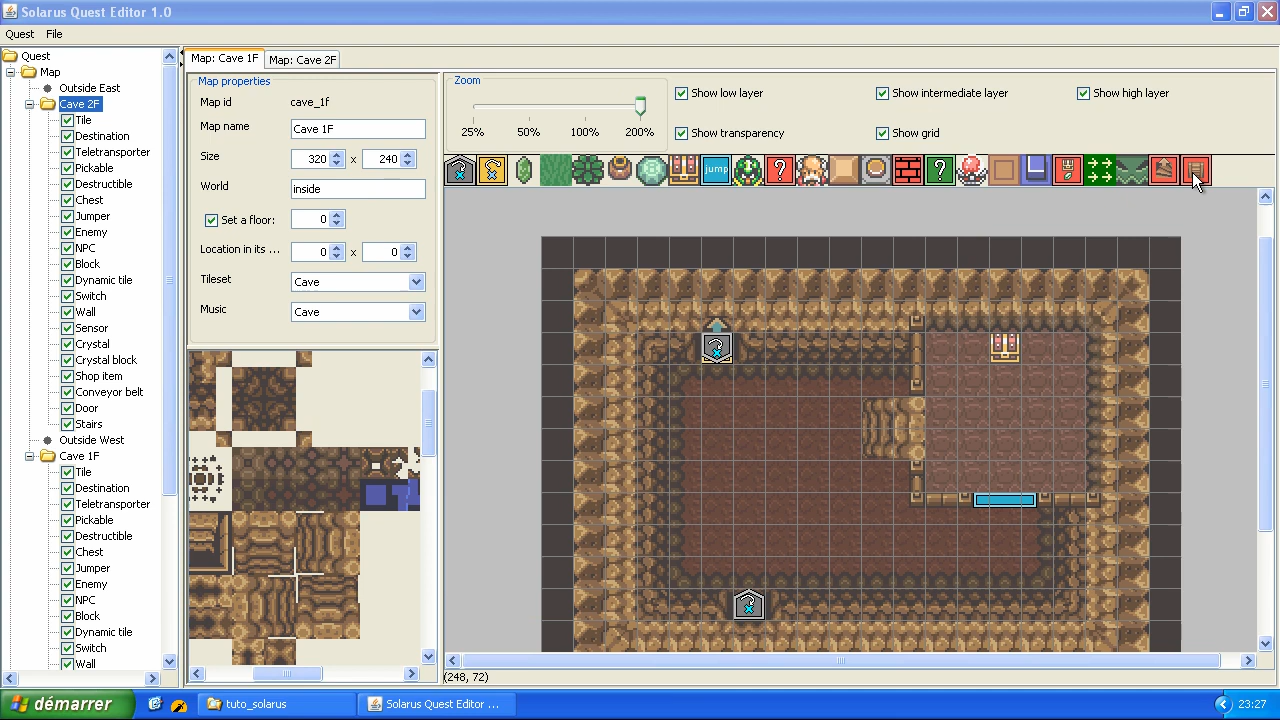 Solarus Quest Editor 1.0
Quest File
Quest
Map
Outside East
Cave 2F
Tile
Destination
Teletransporter
Pickable
Destructible
Chest
Jumper
Enemy
NPC
Block
Dynamic tile
Switch
Wall
Sensor
Crystal
Crystal block
Shop item
Conveyor belt
Door
Stairs
Outside West
Cave 1F
Tile
Destination
Teletransporter
Pickable
Destructible
Chest
Jumper
Enemy
NPC
Block
Dynamic tile
Switch
Wall
Map: Cave 1F Map: Cave 2F
Map properties
Map id cave_1f
Map name Cave 1F
Size 320 x 240
World inside
Set a floor: 0
Location in its ... 0 x 0
Tileset Cave
Music Cave
Zoom
25% 50% 100% 200%
Show low layer Show intermediate layer Show high layer
Show transparency Show grid
? jump ? ?
(248, 72)
démarrer tuto_solarus Solarus Quest Editor ... 23:27